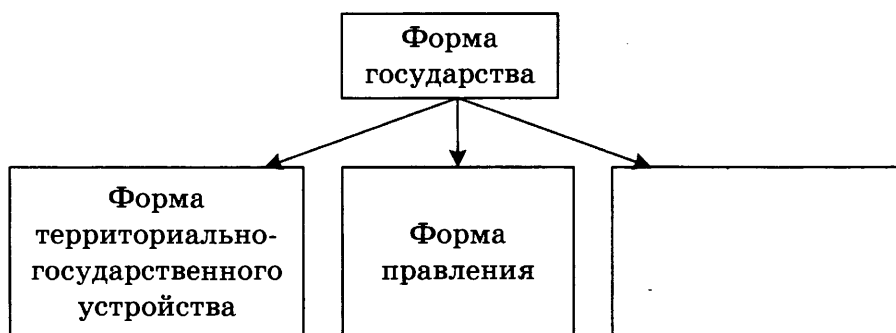 Форма
государства
Форма
территориально-
государственного
устройства
Форма
правления